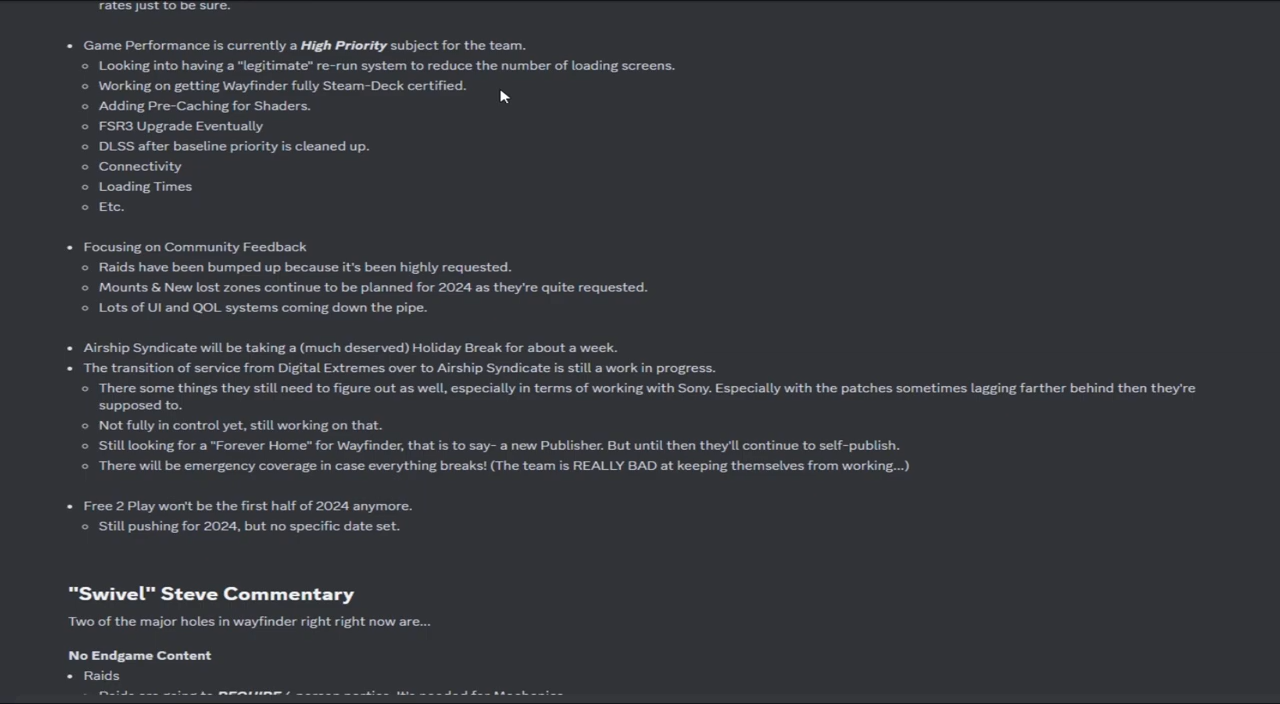 rates just to be sure.
• Game Performance is currently a High Priority subject for the team.
◦ Looking into having a "legitimate" re-run system to reduce the number of loading screens.
◦ Working on getting Wayfinder fully Steam-Deck certified.
◦ Adding Pre-Caching for Shaders.
◦ FSR3 Upgrade Eventually
◦ DLSS after baseline priority is cleaned up.
◦ Connectivity
◦ Loading Times
◦ Etc.
• Focusing on Community Feedback
◦ Raids have been bumped up because it's been highly requested.
◦ Mounts & New lost zones continue to be planned for 2024 as they're quite requested.
◦ Lots of UI and QOL systems coming down the pipe.
• Airship Syndicate will be taking a (much deserved) Holiday Break for about a week.
• The transition of service from Digital Extremes over to Airship Syndicate is still a work in progress.
◦ There some things they still need to figure out as well, especially in terms of working with Sony. Especially with the patches sometimes lagging farther behind then they're
supposed to.
◦ Not fully in control yet, still working on that.
◦ Still looking for a "Forever Home" for Wayfinder, that is to say- a new Publisher. But until then they'll continue to self-publish.
◦ There will be emergency coverage in case everything breaks! (The team is REALLY BAD at keeping themselves from working...)
• Free 2 Play won't be the first half of 2024 anymore.
◦ Still pushing for 2024, but no specific date set.
"Swivel" Steve Commentary
Two of the major holes in wayfinder right right now are...
No Endgame Content
• Raids
◦ Raids are going to REQUIRE person parties. It's needed for Mechanics